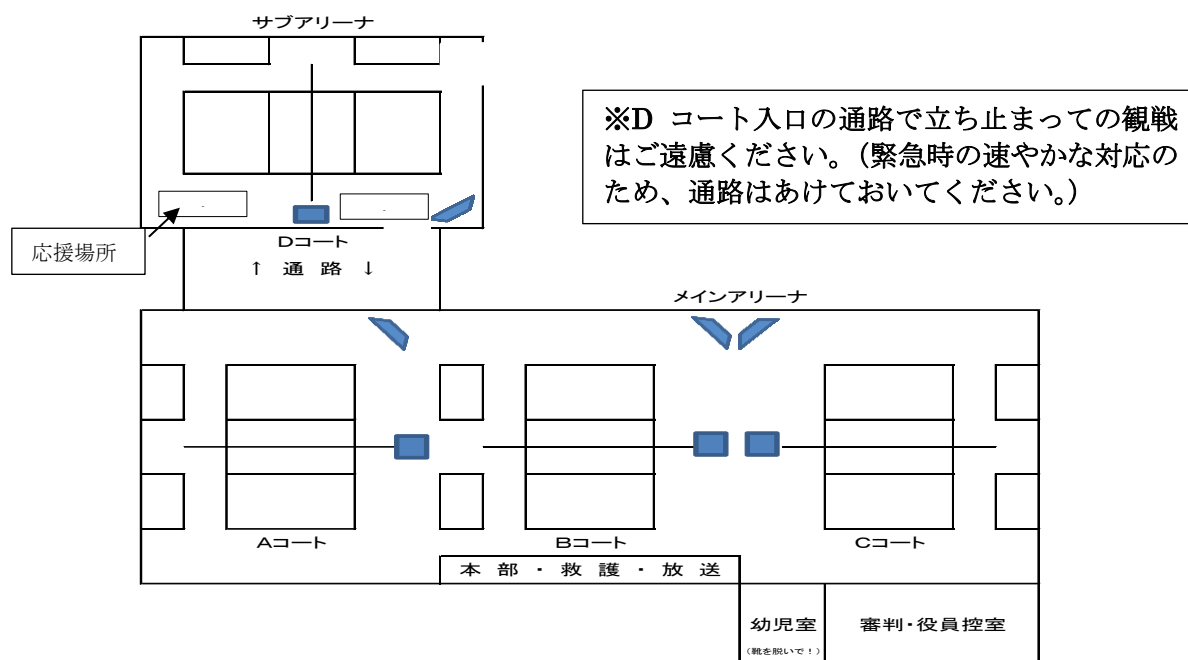 サブアリーナ
※D コート入口の通路で立ち止まっての観戦
はご遠慮ください。（緊急時の速やかな対応の
ため、通路はあけておいてください。）
応援場所
Dコート
↑ 通 路 ↓
メインアリーナ
Aコート
Bコート
Cコート
本 部 ・ 救 護 ・ 放 送
幼児室
（靴を脱いで！）
審判・役員控室